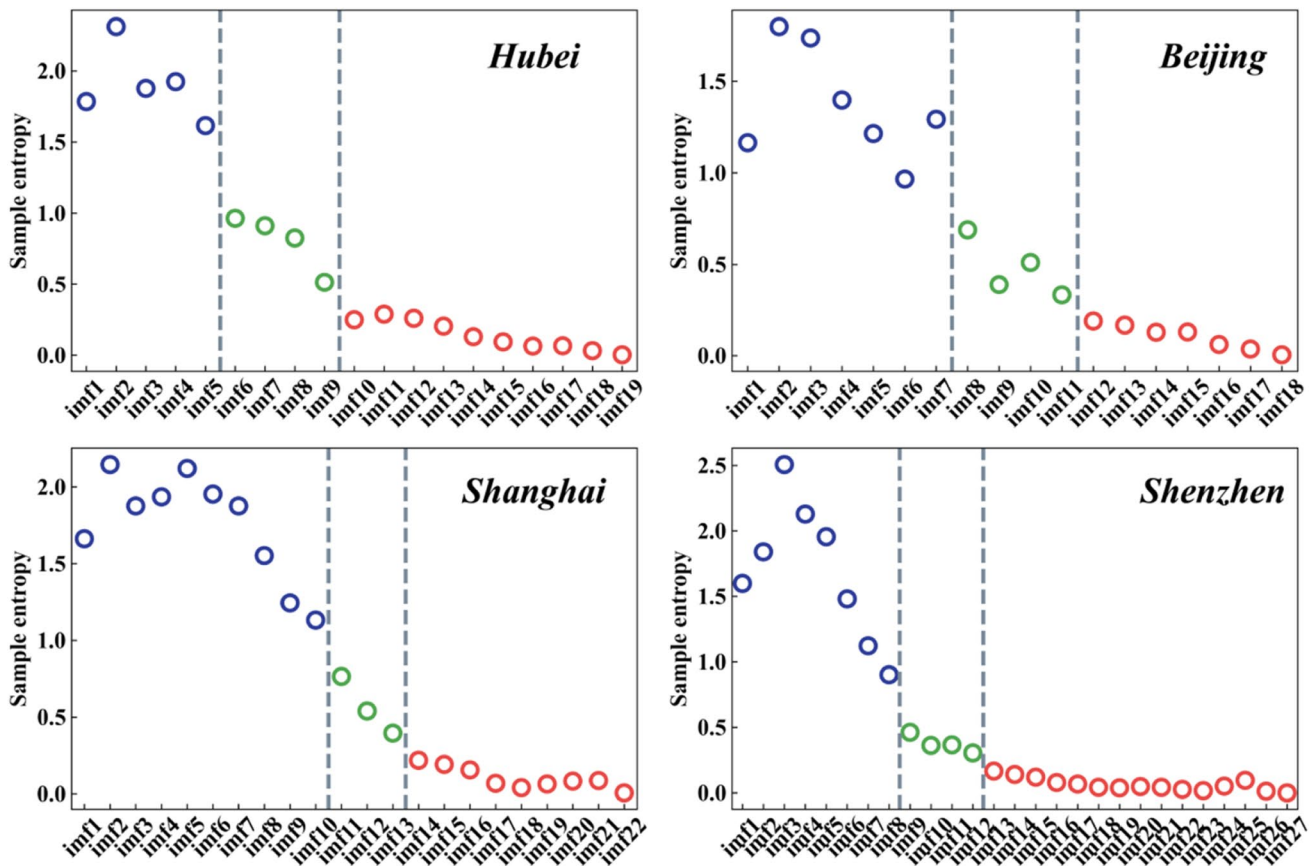 Hubei
Sample entropy
2.0
1.5
1.0
0.5
0.0
imf1 imf2 imf3 imf4 imf5 imf6 imf7 imf8 imf9 imf10 imf11 imf12 imf13 imf14 imf15 imf16 imf17 imf18 imf19
Beijing
Sample entropy
1.5
1.0
0.5
0.0
imf1 imf2 imf3 imf4 imf5 imf6 imf7 imf8 imf9 imf10 imf11 imf12 imf13 imf14 imf15 imf16 imf17 imf18
Shanghai
Sample entropy
2.0
1.5
1.0
0.5
0.0
imf1 imf2 imf3 imf4 imf5 imf6 imf7 imf8 imf9 imf10 imf11 imf12 imf13 imf14 imf15 imf16 imf17 imf18 imf19 imf20 imf21 imf22
Shenzhen
Sample entropy
2.5
2.0
1.5
1.0
0.5
0.0
imf1 imf2 imf3 imf4 imf5 imf6 imf7 imf8 imf9 imf10 imf11 imf12 imf13 imf14 imf15 imf16 imf17 imf18 imf19 imf20 imf21 imf22 imf23 imf24 imf25 imf26 imf27